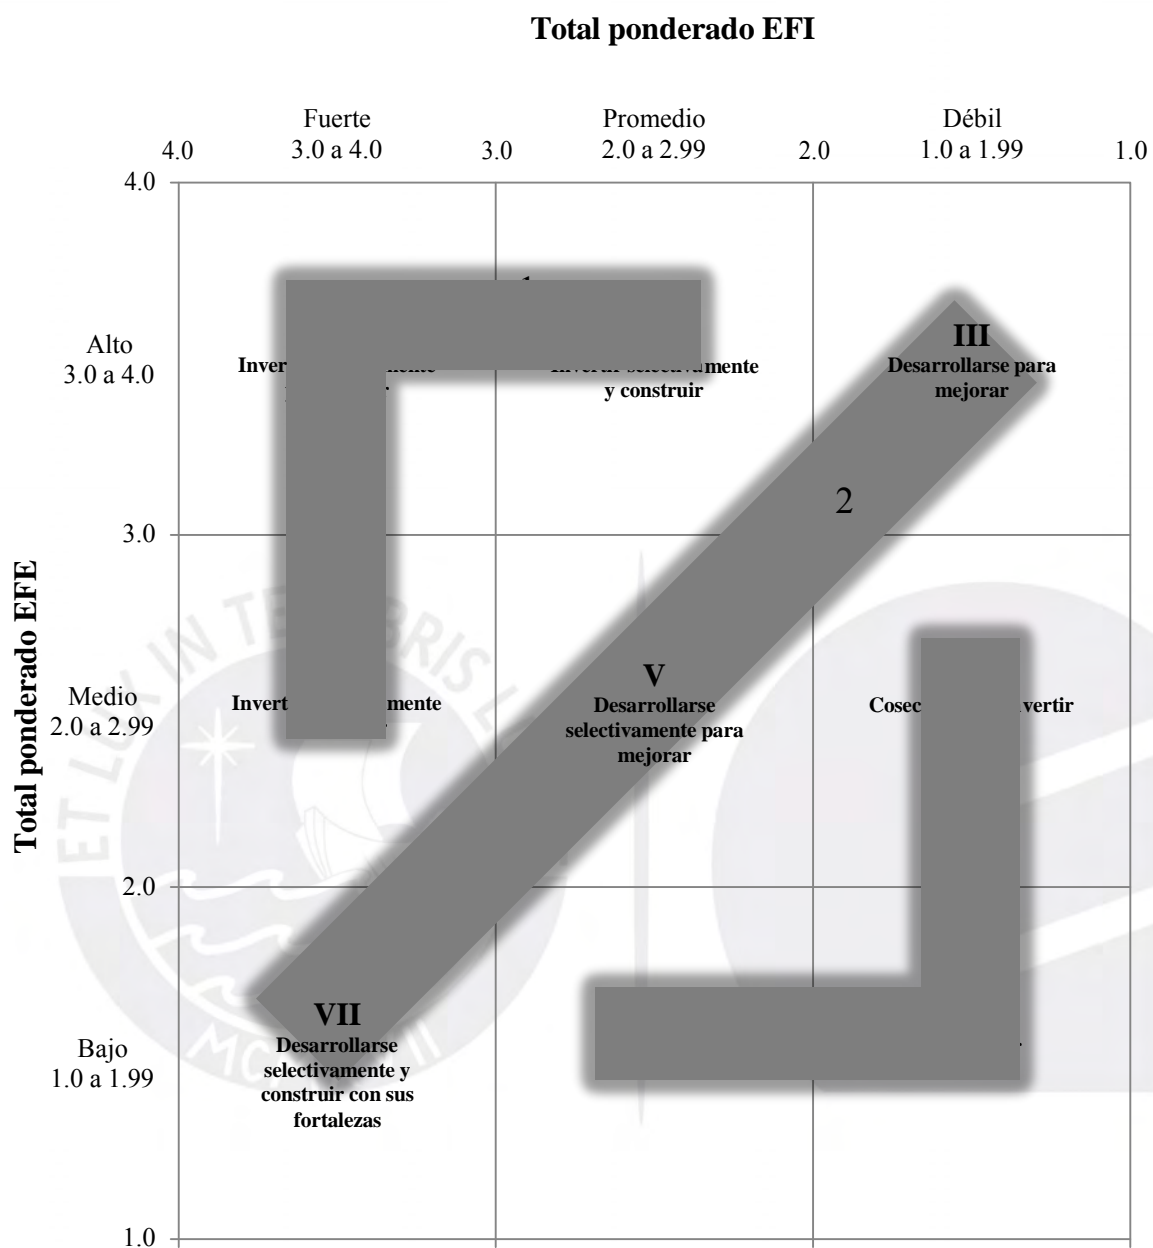 Total ponderado EFI
Fuerte
3.0 a 4.0
Promedio
2.0 a 2.99
Débil
1.0 a 1.99
4.0
3.0
2.0
1.0
4.0
Alto
3.0 a 4.0
y construir
III
Desarrollarse para
mejorar
2
3.0
Total ponderado EFE
Medio
2.0 a 2.99
V
Desarrollarse
selectivamente para
mejorar
ET LUX IN
2.0
Bajo
1.0 a 1.99
VII
Desarrollarse
selectivamente y
construir con sus
fortalezas
1.0